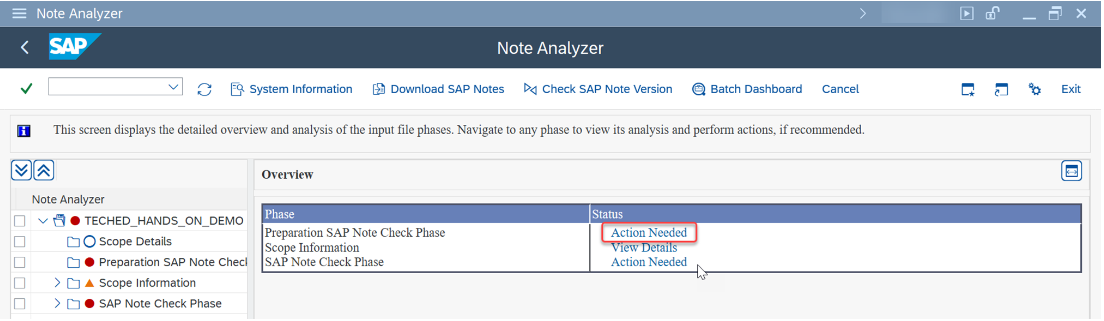 Note Analyzer
SAP Note Analyzer
System Information Download SAP Notes Check SAP Note Version Batch Dashboard Cancel Exit
This screen displays the detailed overview and analysis of the input file phases. Navigate to any phase to view its analysis and perform actions, if recommended.
Overview
Note Analyzer
TECHED_HANDS_ON_DEMO
Scope Details
Preparation SAP Note Check
Scope Information
SAP Note Check Phase
Phase Status
Preparation SAP Note Check Phase Action Needed
Scope Information View Details
SAP Note Check Phase Action Needed